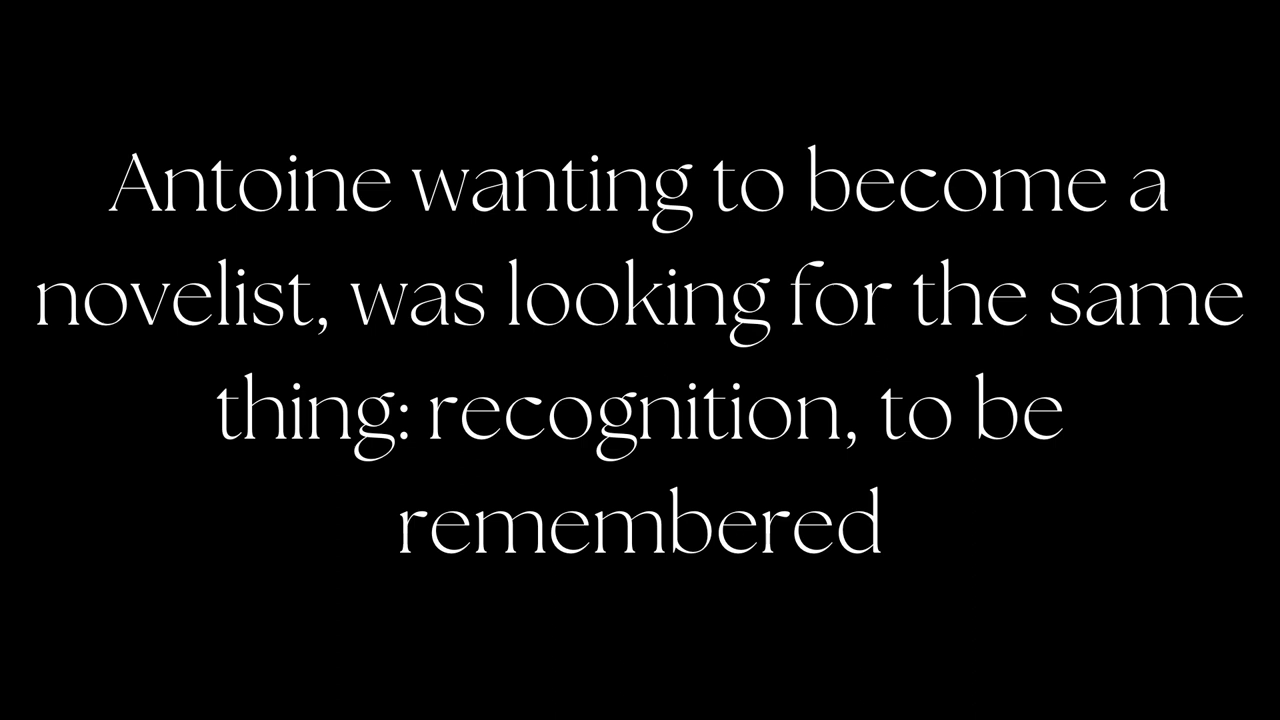 Antoine wanting to become a
novelist, was looking for the same
thing: recognition, to be
remembered